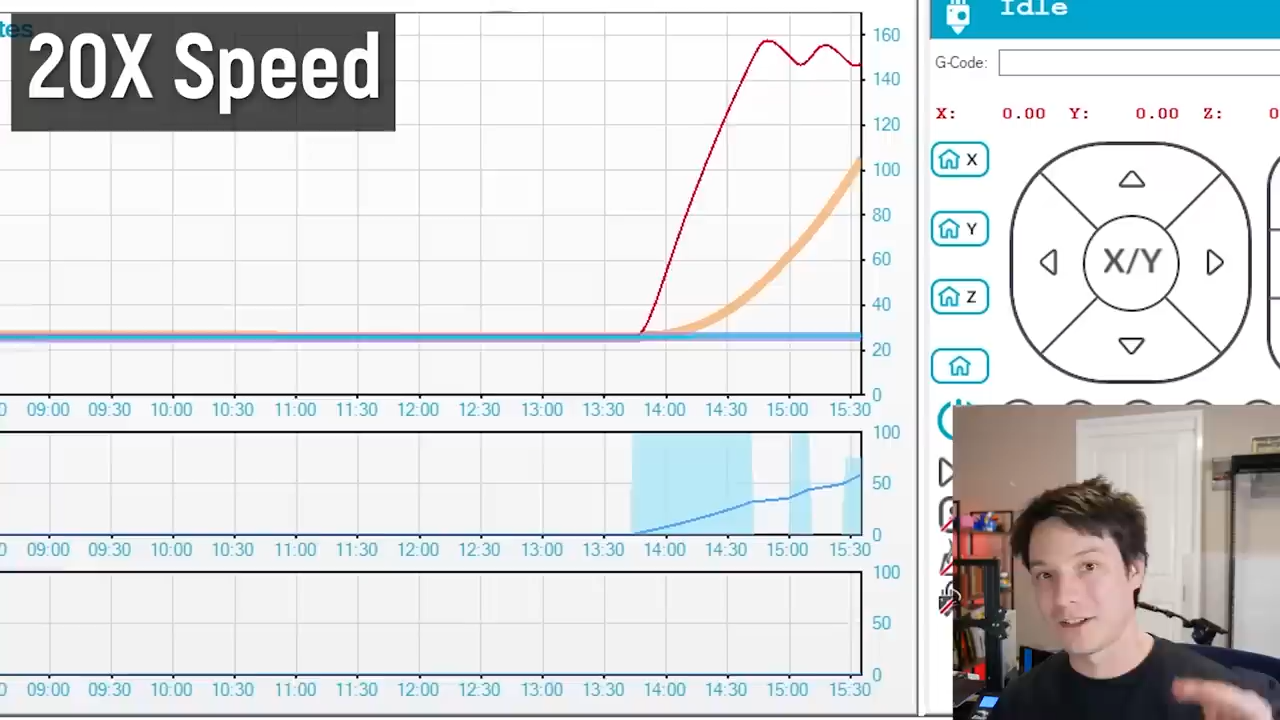 tes
20X Speed
160
140
120
100
80
60
40
20
0
0 09:00 09:30 10:00 10:30 11:00 11:30 12:00 12:30 13:00 13:30 14:00 14:30 15:00 15:30
100
50
0
09:00 09:30 10:00 10:30 11:00 11:30 12:00 12:30 13:00 13:30 14:00 14:30 15:00 15:30
100
50
0
09:00 09:30 10:00 10:30 11:00 11:30 12:00 12:30 13:00 13:30 14:00 14:30 15:00 15:30
Idle
G-Code:
X: 0.00 Y: 0.00 Z: 0
X
Y
Z
X/Y